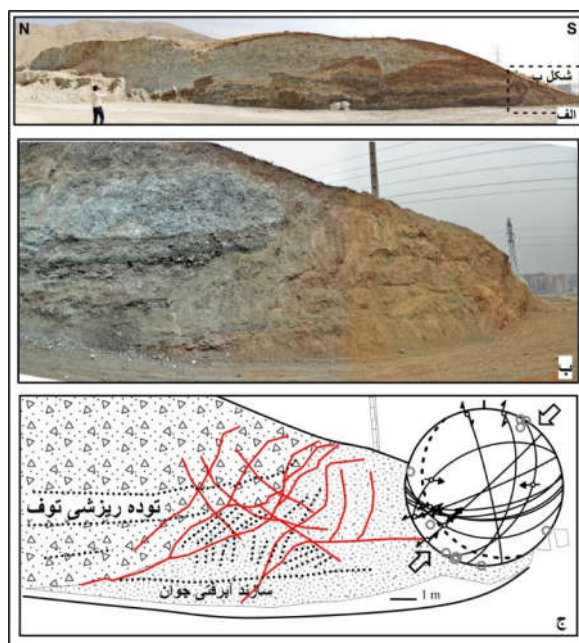 N S
شکل ب
الف
ب
توده ریزشی توف
سازند آبرفتی جوان
1 m
ج